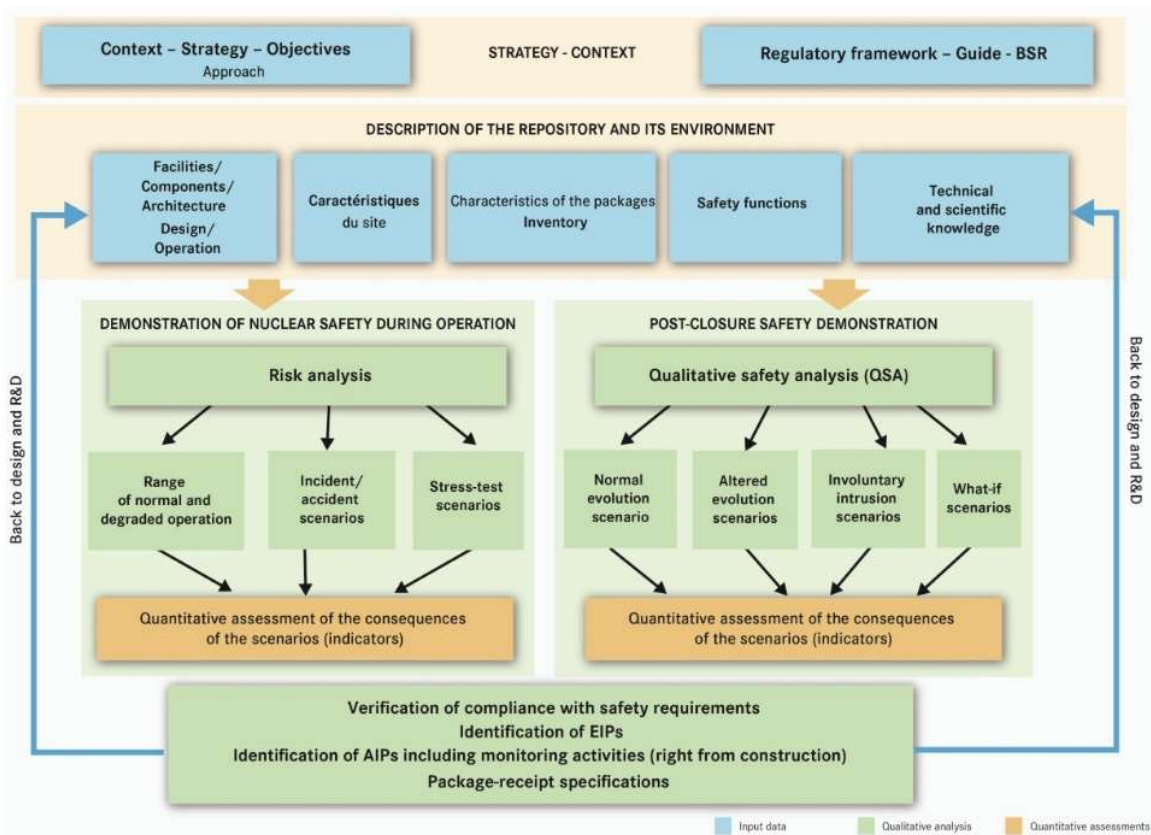 Context – Strategy – Objectives
Approach
STRATEGY - CONTEXT
Regulatory framework – Guide - BSR
DESCRIPTION OF THE REPOSITORY AND ITS ENVIRONMENT
Facilities/
Components/
Architecture
Design/
Operation
Caractéristiques
du site
Characteristics of the packages
Inventory
Safety functions
Technical
and scientific
knowledge
Back to design and R&D
DEMONSTRATION OF NUCLEAR SAFETY DURING OPERATION
Risk analysis
Range
of normal and
degraded operation
Incident/
accident
scenarios
Stress-test
scenarios
Quantitative assessment of the consequences
of the scenarios (indicators)
POST-CLOSURE SAFETY DEMONSTRATION
Qualitative safety analysis (QSA)
Normal
evolution
scenario
Altered
evolution
scenarios
Involuntary
intrusion
scenarios
What-if
scenarios
Quantitative assessment of the consequences
of the scenarios (indicators)
Back to design and R&D
Verification of compliance with safety requirements
Identification of EIPs
Identification of AIPs including monitoring activities (right from construction)
Package-receipt specifications
Input data
Qualitative analysis
Quantitative assessments